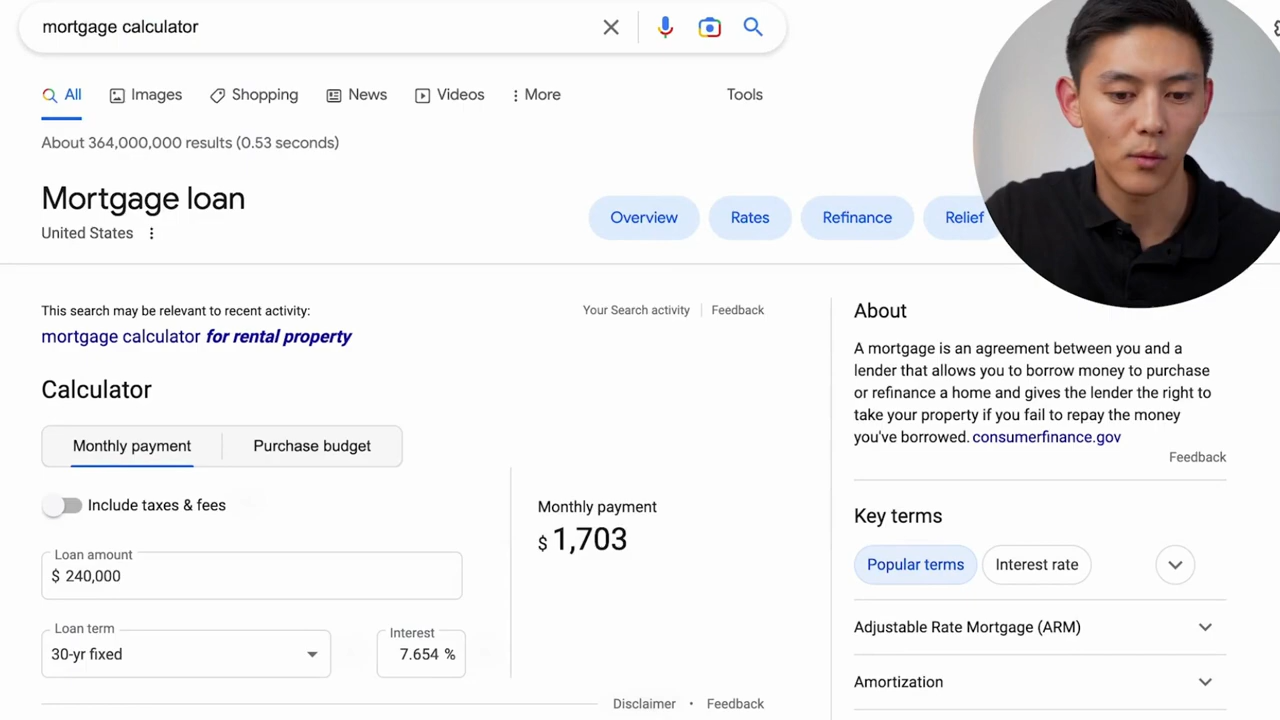 mortgage calculator
All
Images
Shopping
News
Videos
More
Tools
About 364,000,000 results (0.53 seconds)
Mortgage loan
United States
Overview
Rates
Refinance
Relief
This search may be relevant to recent activity:
Your Search activity
Feedback
mortgage calculator for rental property
Calculator
Monthly payment
Purchase budget
Include taxes & fees
Loan amount
$ 240,000
Loan term
30-yr fixed
Interest
7.654 %
Monthly payment
$ 1,703
Disclaimer • Feedback
About
A mortgage is an agreement between you and a
lender that allows you to borrow money to purchase
or refinance a home and gives the lender the right to
take your property if you fail to repay the money
you've borrowed. consumerfinance.gov
Feedback
Key terms
Popular terms
Interest rate
Adjustable Rate Mortgage (ARM)
Amortization